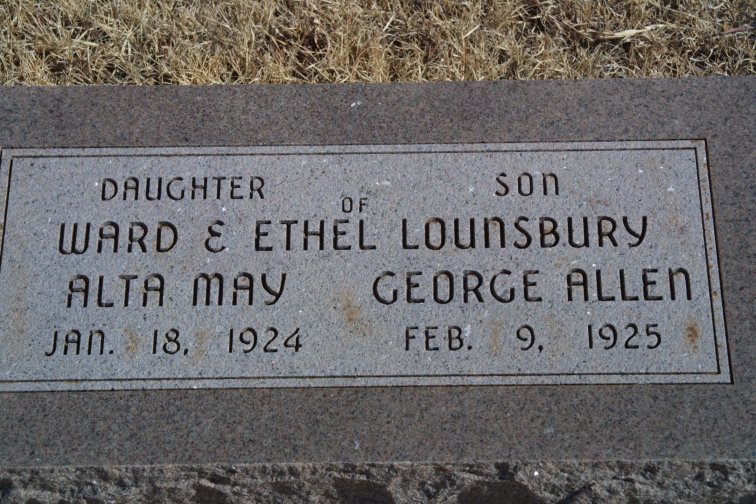 DAUGHTER OF SON
WARD & ETHEL LOUNSBURY
ALTA MAY GEORGE ALLEN
JAN. 18, 1924 FEB. 9, 1925